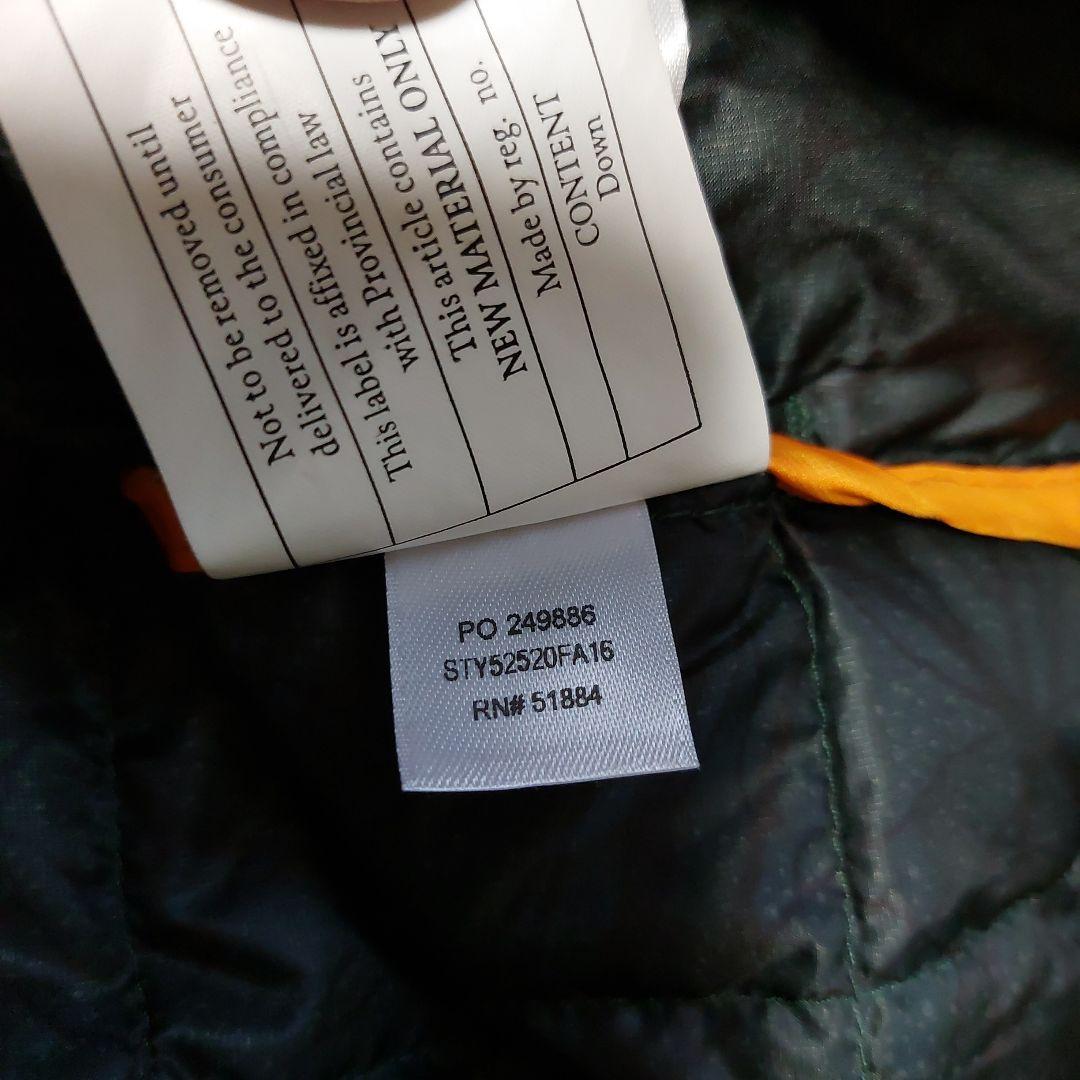 Not to be removed until
delivered to the consumer
This label is affixed in compliance
with Provincial law
This article contains
NEW MATERIAL ONLY
Made by reg. no.
CONTENT
Down
PO 249886
STY52520FA16
RN# 51884